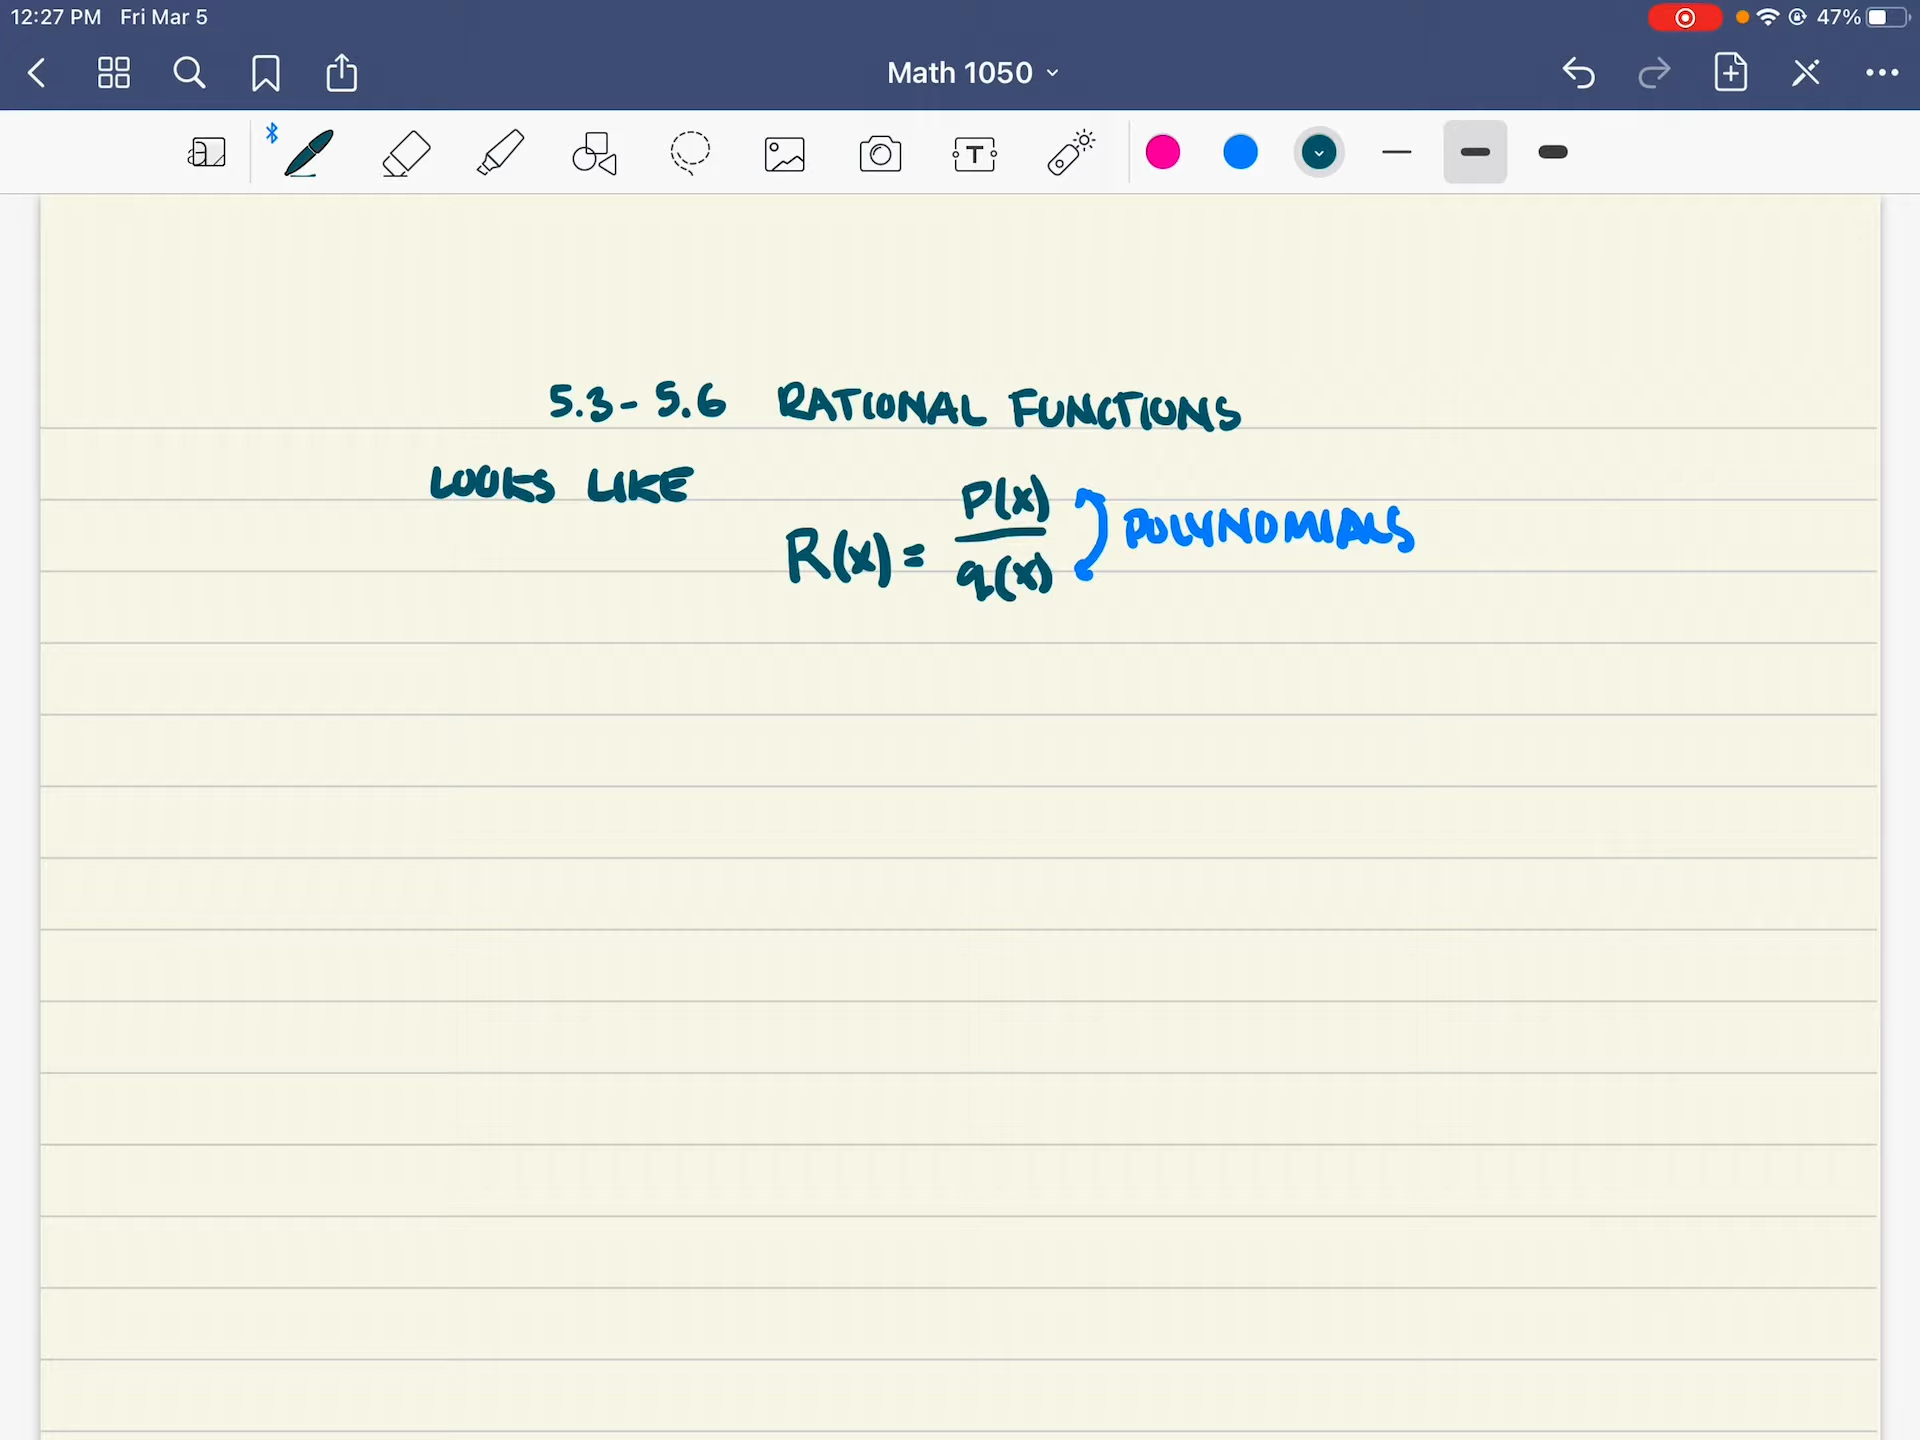 12:27 PM Fri Mar 5 47%
Math 1050
T
5.3-5.6 RATIONAL FUNCTIONS
LOOKS LIKE
R(x) = P(x)/q(x) POLYNOMIALS